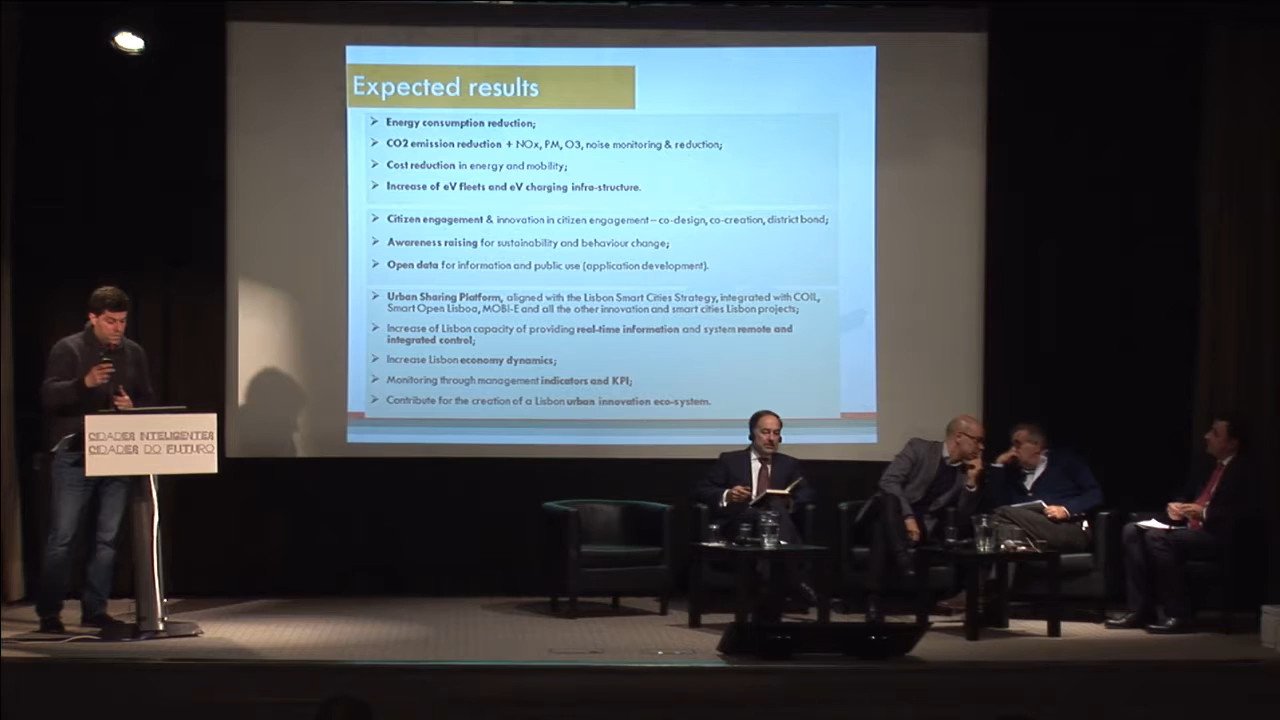 Expected results
➢ Energy consumption reduction;
➢ CO2 emission reduction + NOx, PM, O3, noise monitoring & reduction;
➢ Cost reduction in energy and mobility;
➢ Increase of eV fleets and eV charging infra-structure.
➢ Citizen engagement & innovation in citizen engagement – co-design, co-creation, district bond;
➢ Awareness raising for sustainability and behaviour change;
➢ Open data for information and public use (application development).
➢ Urban Sharing Platform, aligned with the Lisbon Smart Cities Strategy, integrated with COIL,
Smart Open Lisboa, MOBI-E and all the other innovation and smart cities Lisbon projects;
➢ Increase of Lisbon capacity of providing real-time information and system remote and
integrated control;
➢ Increase Lisbon economy dynamics;
➢ Monitoring through management indicators and KPI;
➢ Contribute for the creation of a Lisbon urban innovation eco-system.
CIDADES INTELIGENTES
CIDADES DO FUTURO